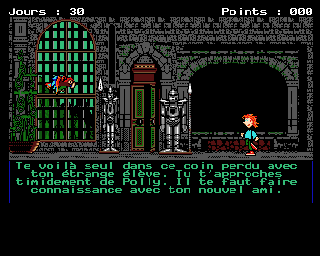 Jours : 30 Points : 000
Te voilà seul dans ce coin perdu avec
ton étrange élève. Tu t'approches
timidement de Polly. Il te faut faire
connaissance avec ton nouvel ami.